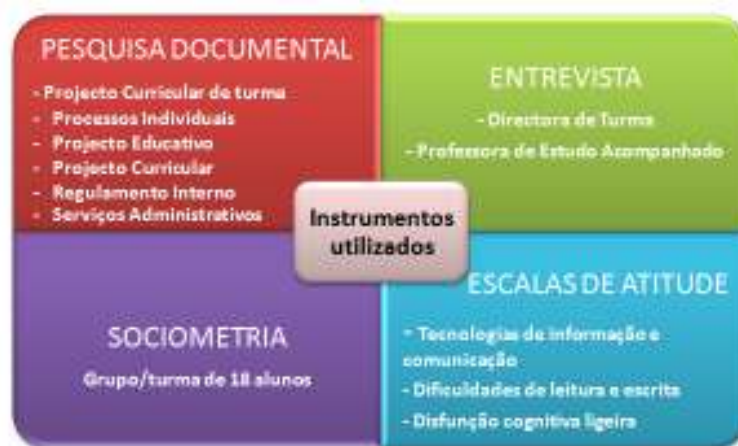 PESQUISA DOCUMENTAL
- Projecto Curricular de turma
- Processos Individuais
- Projecto Educativo
- Projecto Curricular
- Regulamento Interno
- Serviços Administrativos
ENTREVISTA
- Directora de Turma
- Professora de Estudo Acompanhado
Instrumentos
utilizados
SOCIOMETRIA
Grupo/turma de 18 alunos
ESCALAS DE ATITUDE
- Tecnologias de informação e
comunicação
- Dificuldades de leitura e escrita
- Disfunção cognitiva ligeira